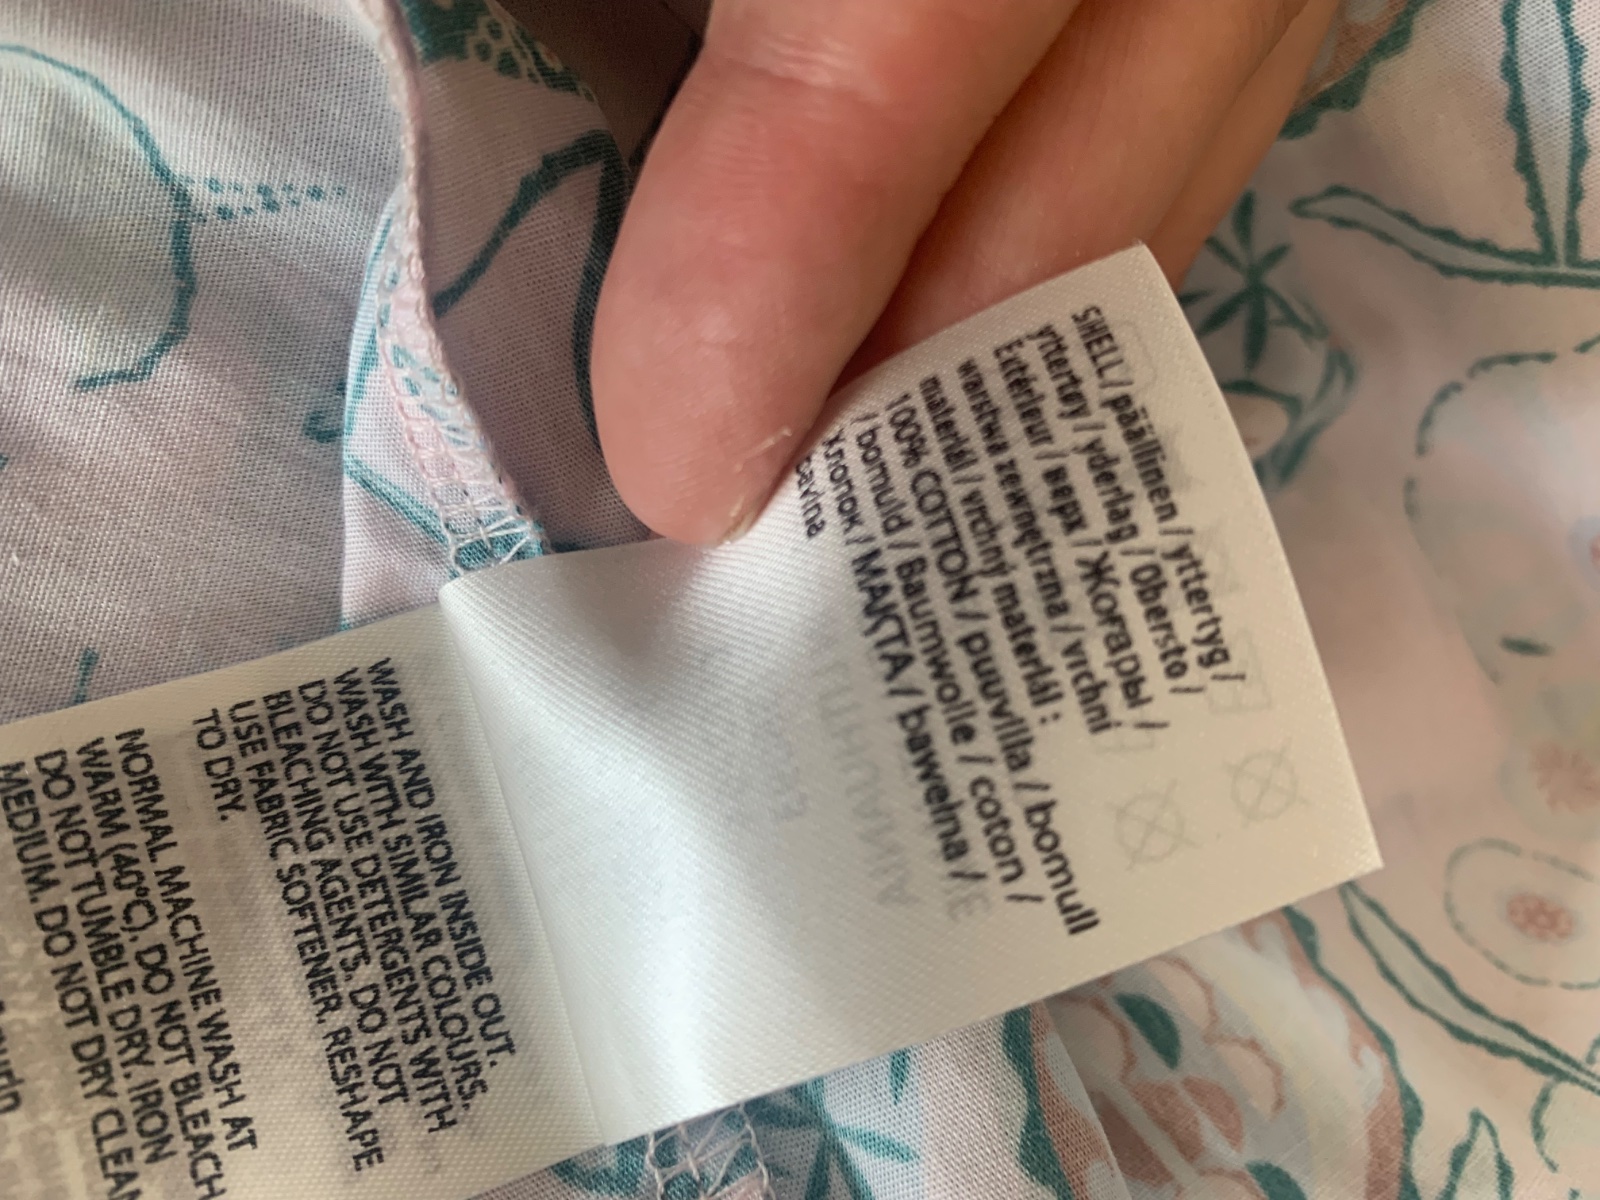 SHELL / päällinen / yttertyg /
yttertøy / yderlag / Obersto /
Extérieur / верх / Жоғарғы /
warstwa zewnętrzna / vrchní
materiál / vrchný materiál :
100% COTTON / puuvilla / bomull
/ bomuld / Baumwolle / coton /
хлопок / МАҚТА / bawełna /
bavlna
WASH AND IRON INSIDE OUT.
WASH WITH SIMILAR COLOURS.
DO NOT USE DETERGENTS WITH
BLEACHING AGENTS. DO NOT
USE FABRIC SOFTENER. RESHAPE
TO DRY.
NORMAL MACHINE WASH AT
WARM (40°C). DO NOT BLEACH
DO NOT TUMBLE DRY. IRON
MEDIUM. DO NOT DRY CLEAN